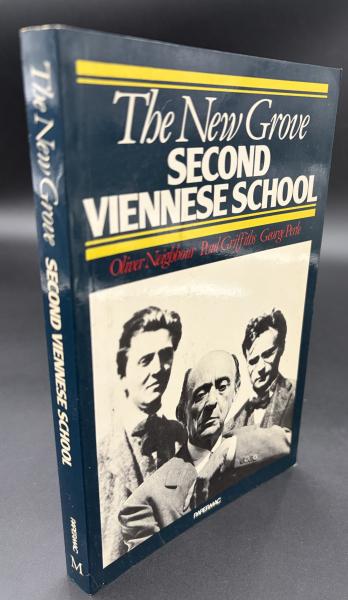 The New Grove
SECOND
VIENNESE SCHOOL
Oliver Neighbour Paul Griffiths George Perle
PAPERMAC
The New Grove
SECOND VIENNESE SCHOOL
PAPERMAC
M